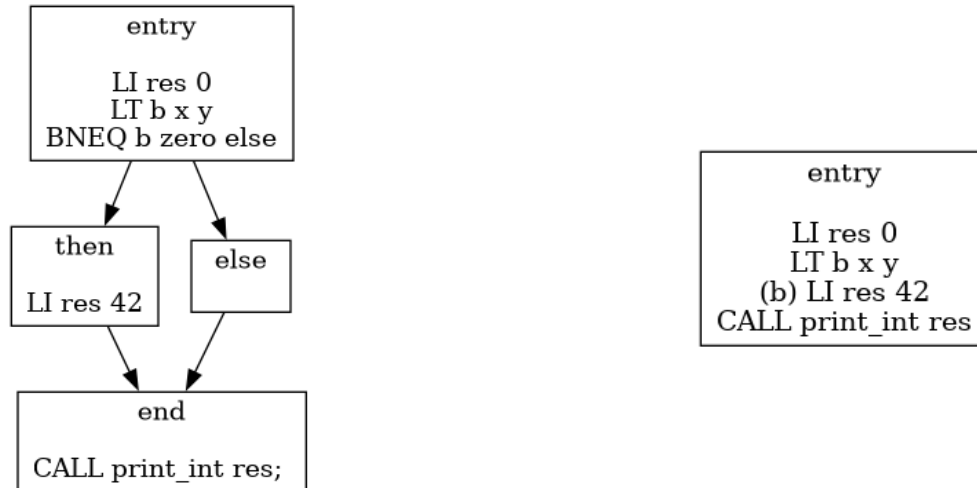 entry
LI res 0
LT b x y
BNEQ b zero else
then
LI res 42
else
end
CALL print_int res;
entry
LI res 0
LT b x y
(b) LI res 42
CALL print_int res